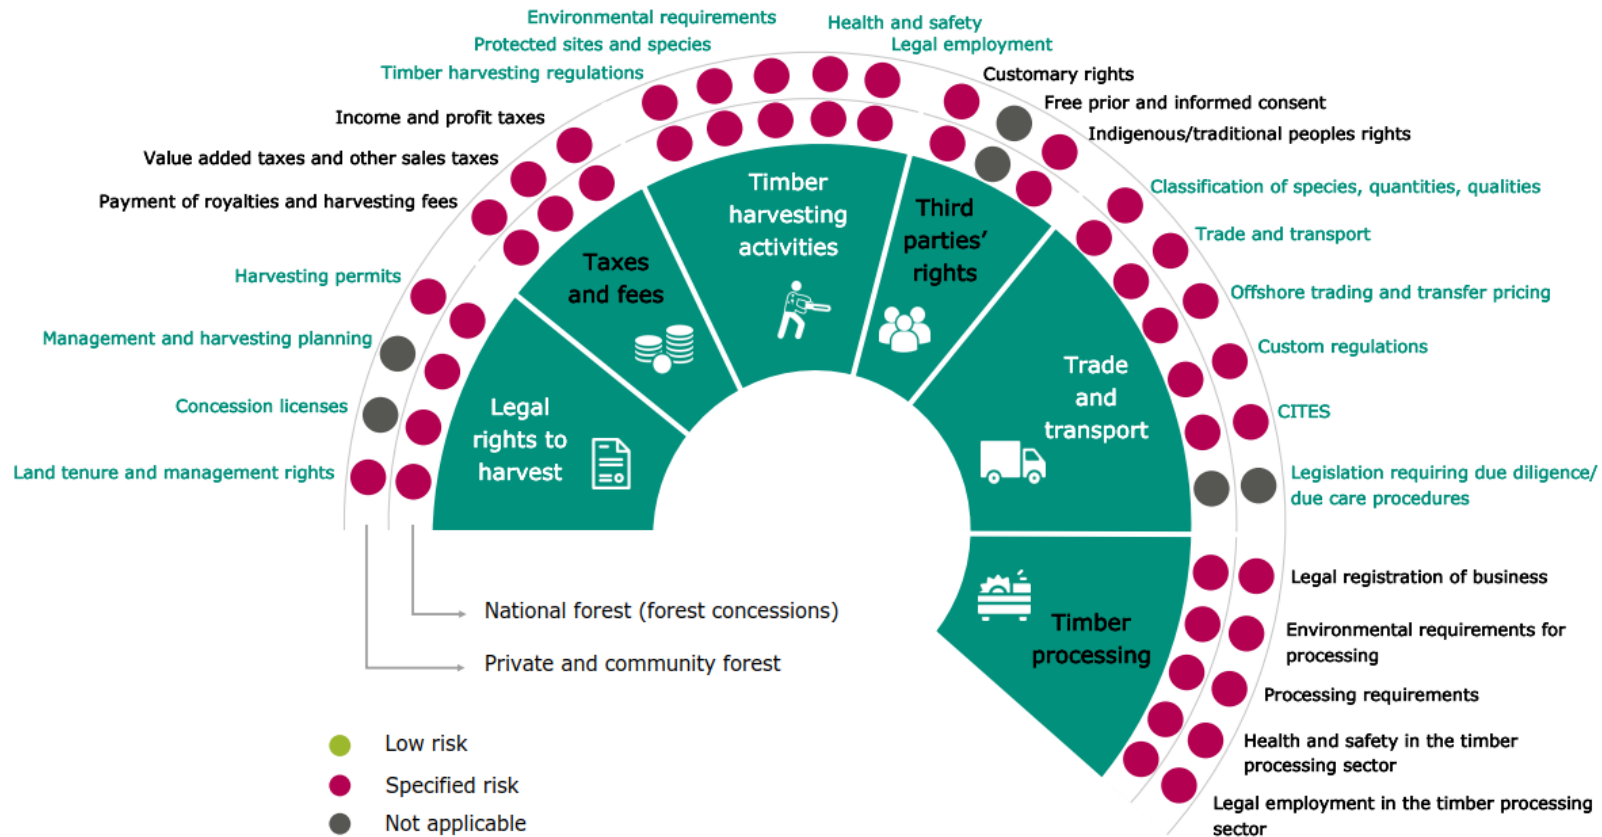 Environmental requirements
Protected sites and species
Timber harvesting regulations
Income and profit taxes
Value added taxes and other sales taxes
Payment of royalties and harvesting fees
Harvesting permits
Management and harvesting planning
Concession licenses
Land tenure and management rights
Health and safety
Legal employment
Customary rights
Free prior and informed consent
Indigenous/traditional peoples rights
Classification of species, quantities, qualities
Trade and transport
Offshore trading and transfer pricing
Custom regulations
CITES
Legislation requiring due diligence/
due care procedures
Legal registration of business
Environmental requirements for
processing
Processing requirements
Health and safety in the timber
processing sector
Legal employment in the timber processing
sector
Legal
rights to
harvest
Taxes
and fees
Timber
harvesting
activities
Third
parties’
rights
Trade
and
transport
Timber
processing
National forest (forest concessions)
Private and community forest
Low risk
Specified risk
Not applicable